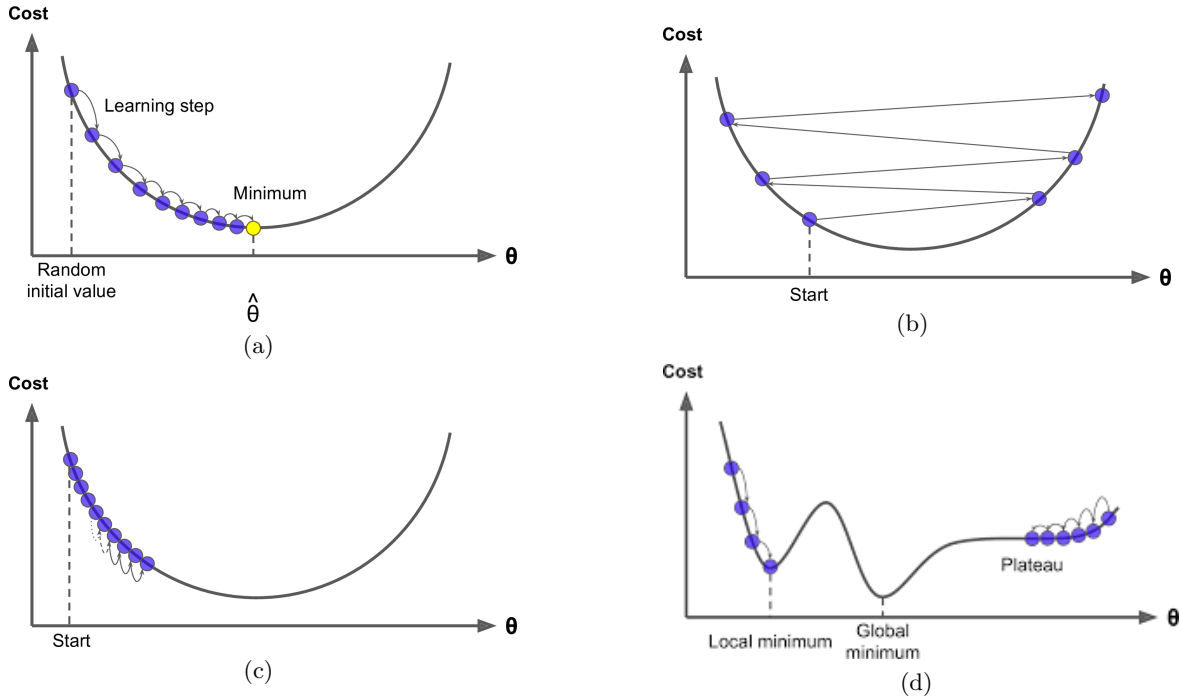 Cost
Learning step
Minimum
θ
Random
initial value
θ̂
(a)
Cost
θ
Start
(b)
Cost
θ
Start
(c)
Cost
Plateau
θ
Local minimum
Global
minimum
(d)